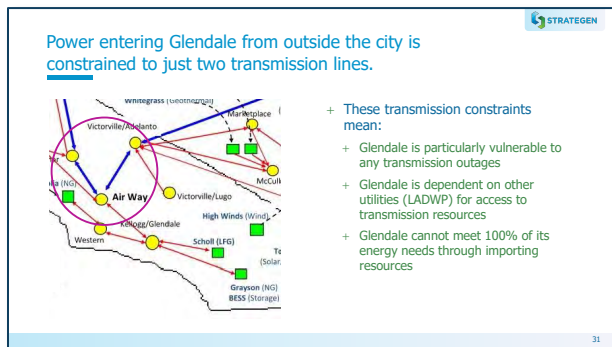 STRATEGEN
Power entering Glendale from outside the city is
constrained to just two transmission lines.
Whitegrass (Geothermal)
Marketplace
Victorville/Adelanto
(NG)
Air Way
Victorville/Lugo
High Winds (Wind)
Kellogg/Glendale
Western
Scholl (LFG)
(Solar
Grayson (NG)
BESS (Storage)
+ These transmission constraints
mean:
+ Glendale is particularly vulnerable to
any transmission outages
+ Glendale is dependent on other
utilities (LADWP) for access to
transmission resources
+ Glendale cannot meet 100% of its
energy needs through importing
resources
31